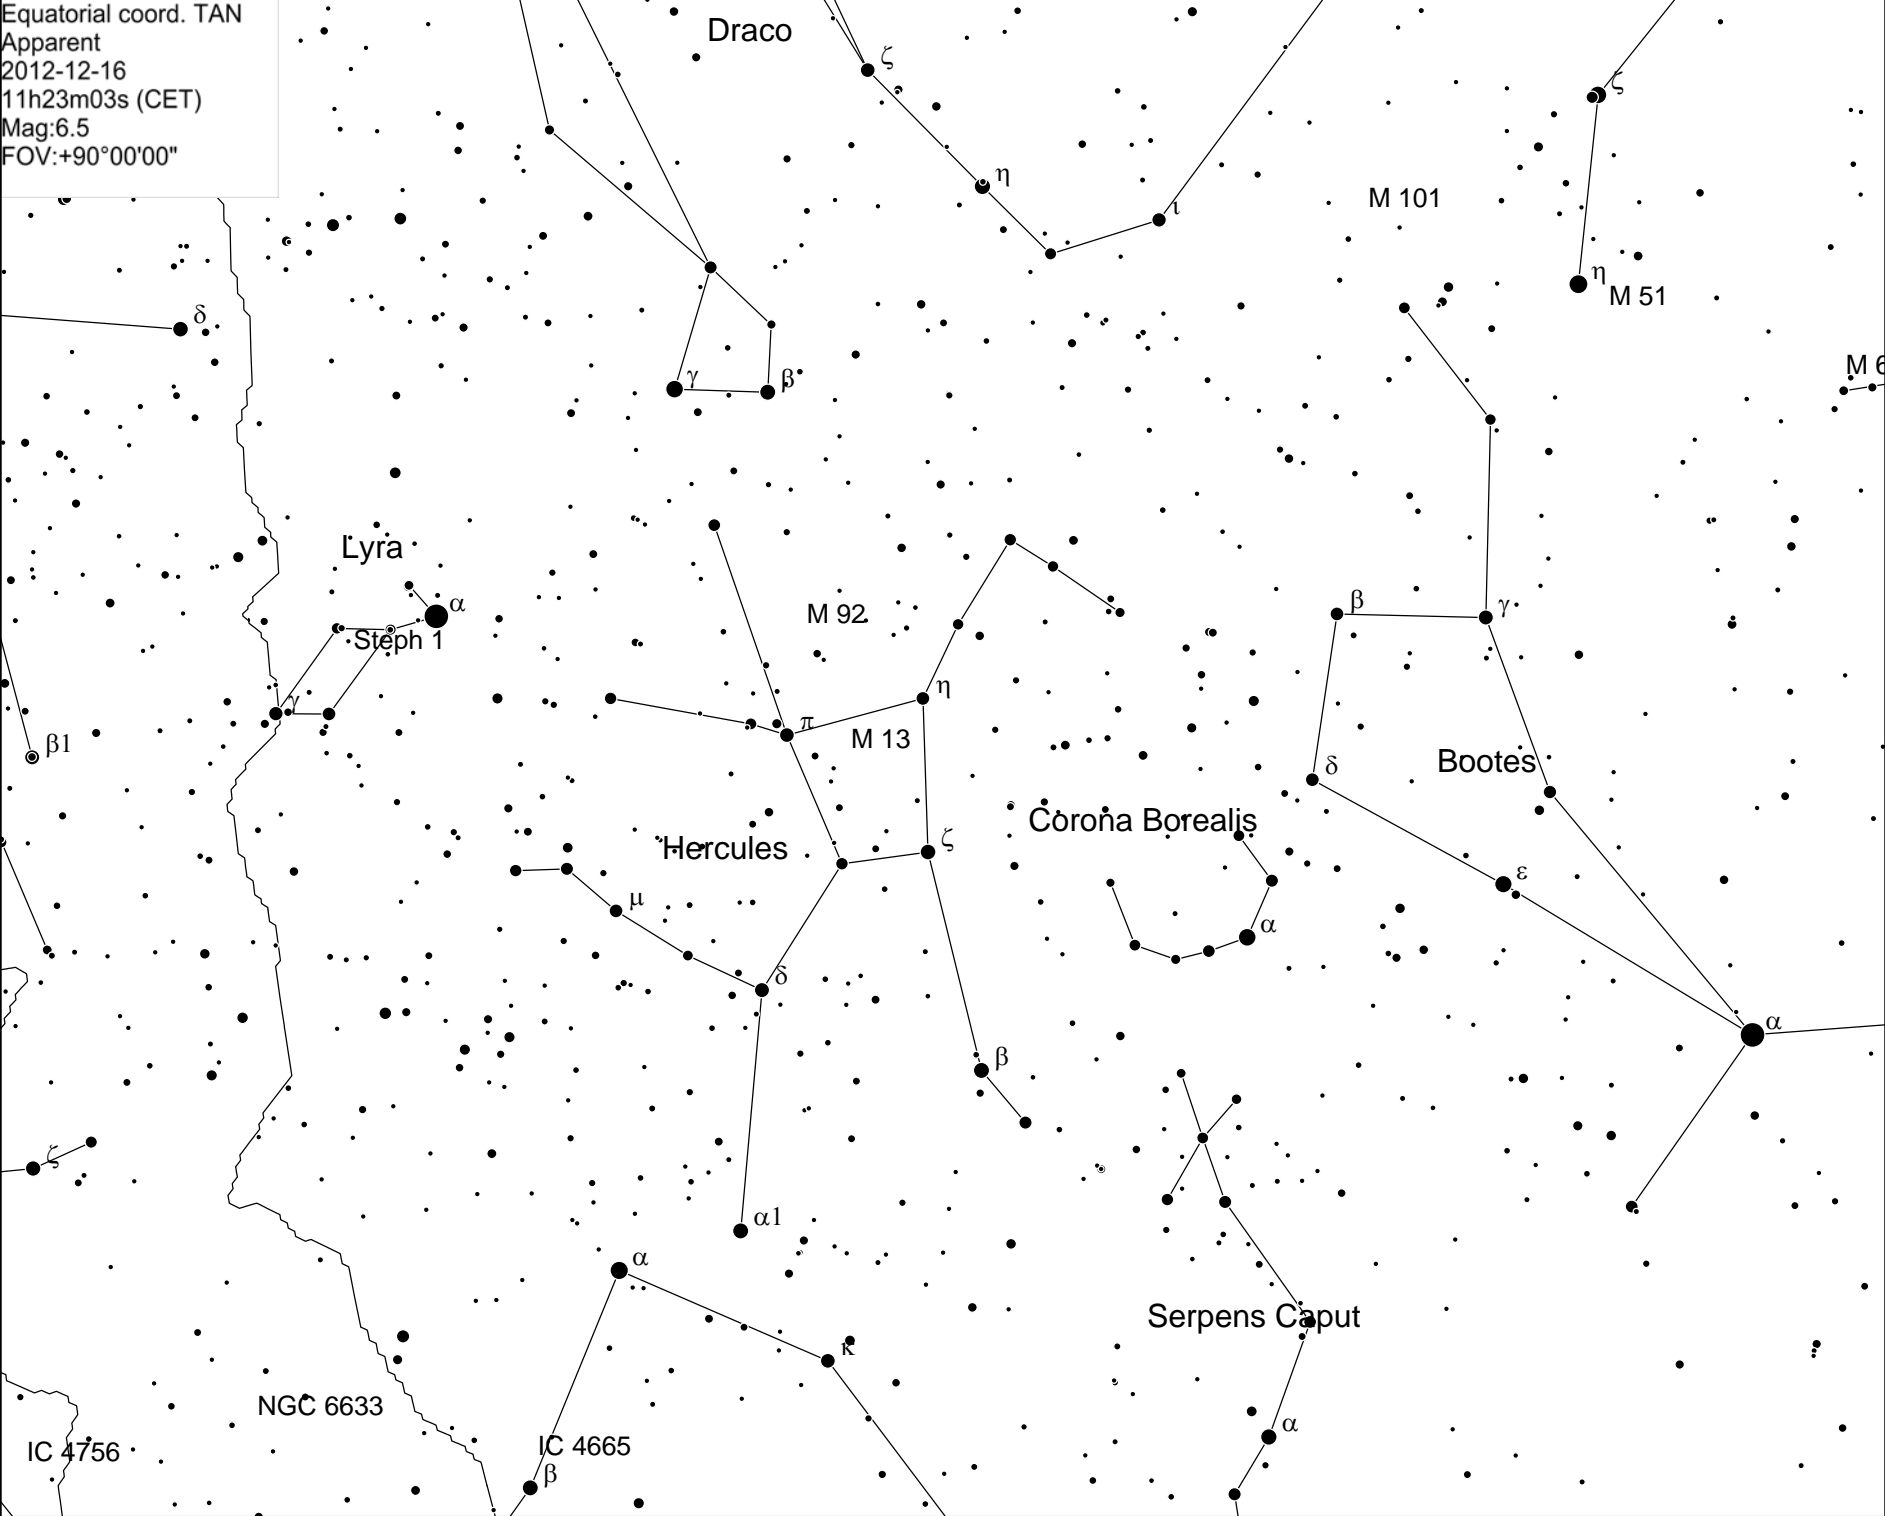 Equatorial coord. TAN
Apparent
2012-12-16
11h23m03s (CET)
Mag:6.5
FOV:+90°00'00"
Draco
ζ
ζ
η
M 101
ι
η
M 51
δ
M 6
γ
β
Lyra
α
Steph 1
M 92
β
γ
γ
η
π
M 13
β1
Bootes
δ
Corona Borealis
ζ
Hercules
ε
μ
α
δ
α
β
ζ
α1
α
Serpens Caput
κ
NGC 6633
α
IC 4756
IC 4665
β